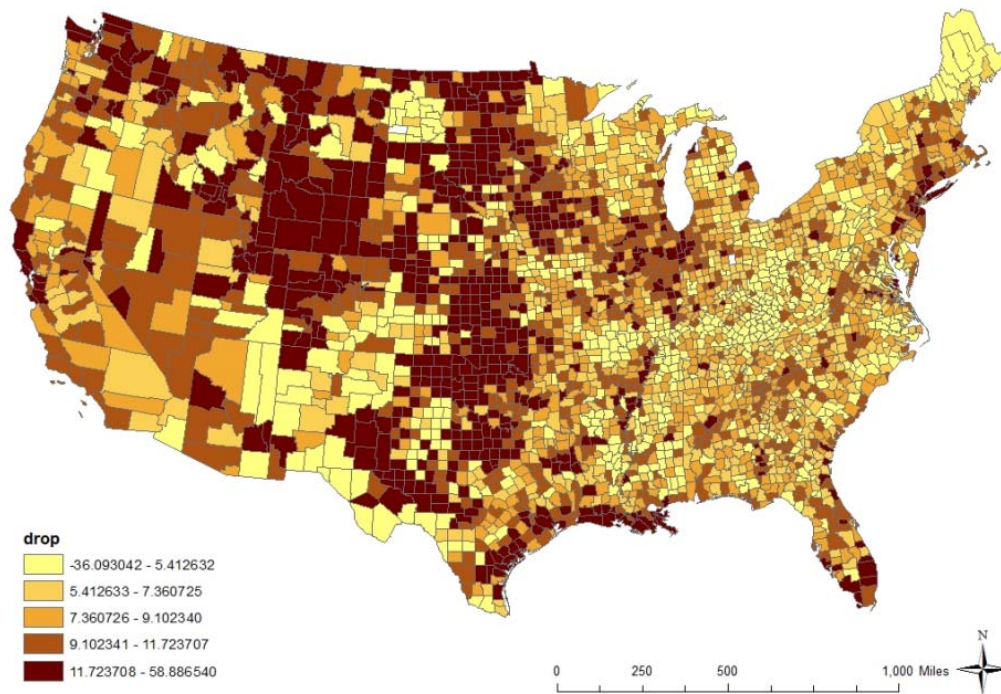 drop
-36.093042 - 5.412632
5.412633 - 7.360725
7.360726 - 9.102340
9.102341 - 11.723707
11.723708 - 58.886540
N
0 250 500 1,000 Miles